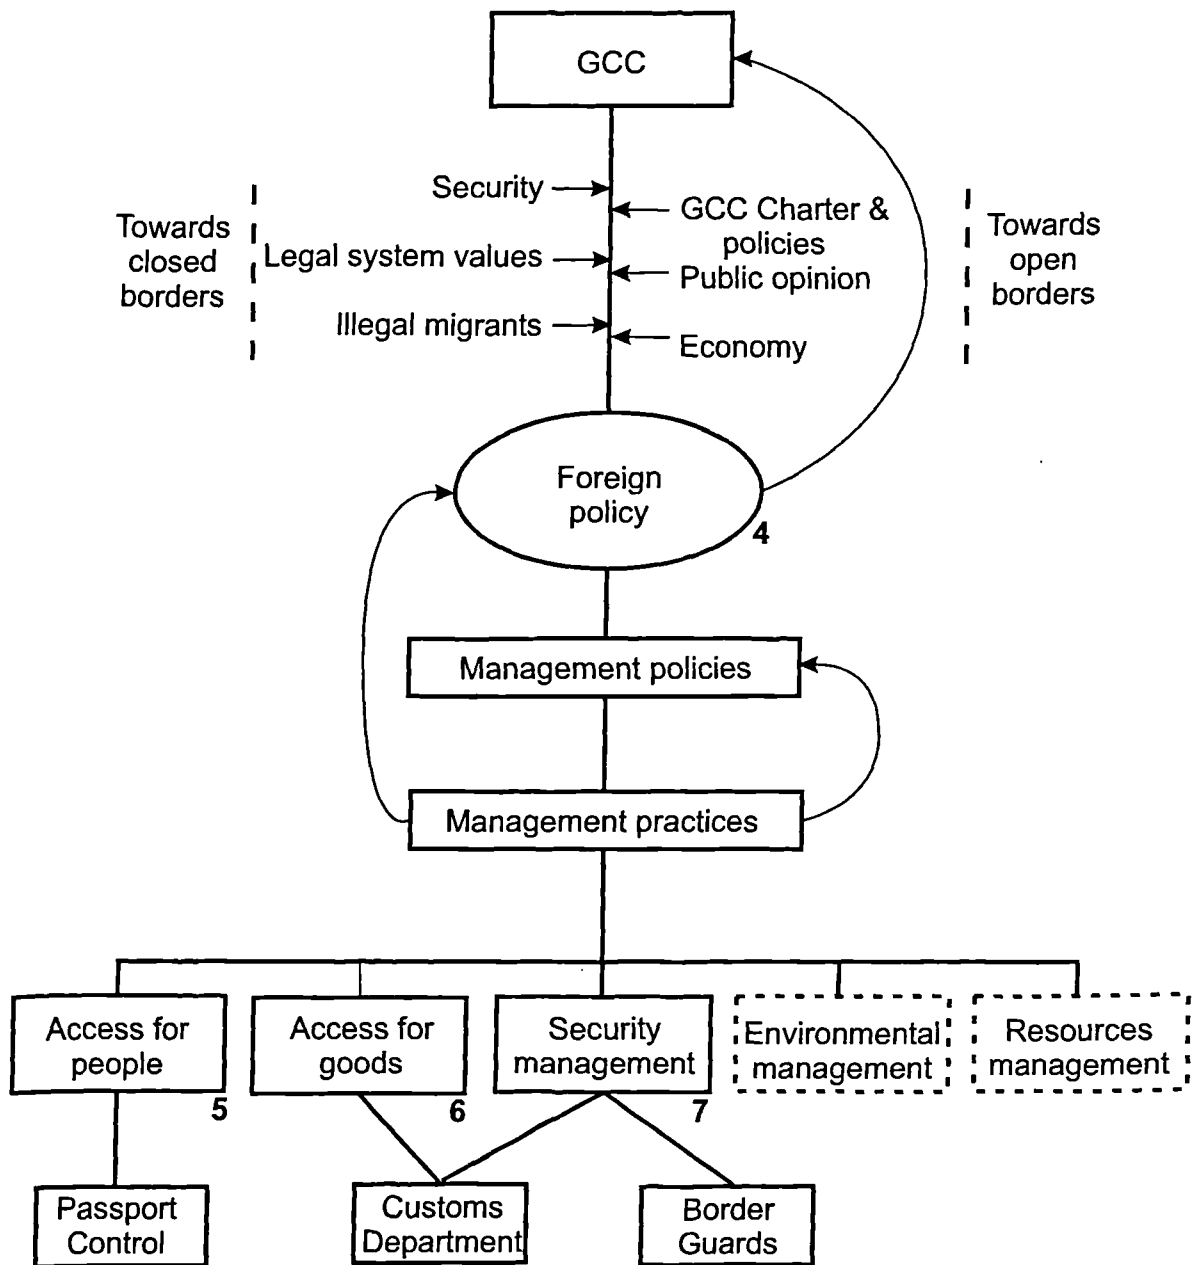 GCC
Security
GCC Charter &
policies
Towards
closed
borders
Legal system values
Public opinion
Towards
open
borders
Illegal migrants
Economy
Foreign
policy
4
Management policies
Management practices
Access for
people
5
Access for
goods
6
Security
management
7
Environmental
management
Resources
management
Passport
Control
Customs
Department
Border
Guards